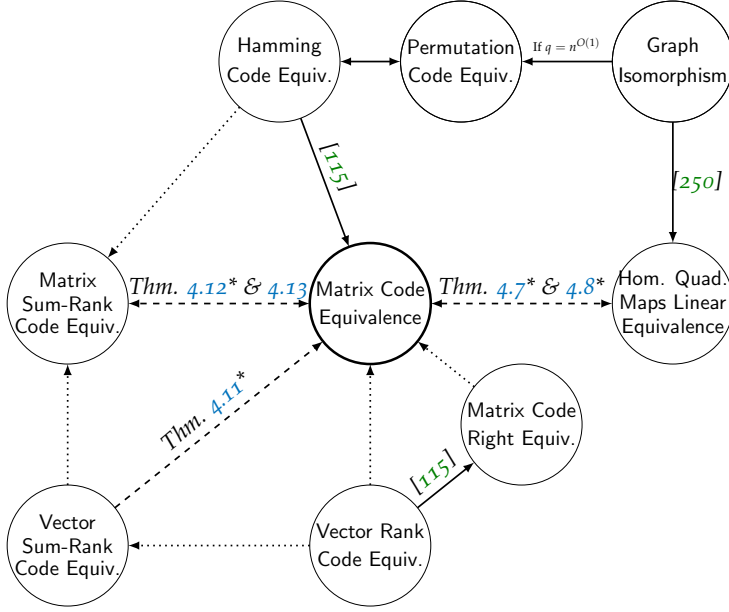 Hamming
Code Equiv.
Permutation
Code Equiv.
If q = n^{O(1)}
Graph
Isomorphism
[115]
[250]
Matrix
Sum-Rank
Code Equiv.
Thm. 4.12* & 4.13
Matrix Code
Equivalence
Thm. 4.7* & 4.8*
Hom. Quad.
Maps Linear
Equivalence
Thm. 4.11*
Matrix Code
Right Equiv.
[115]
Vector
Sum-Rank
Code Equiv.
Vector Rank
Code Equiv.